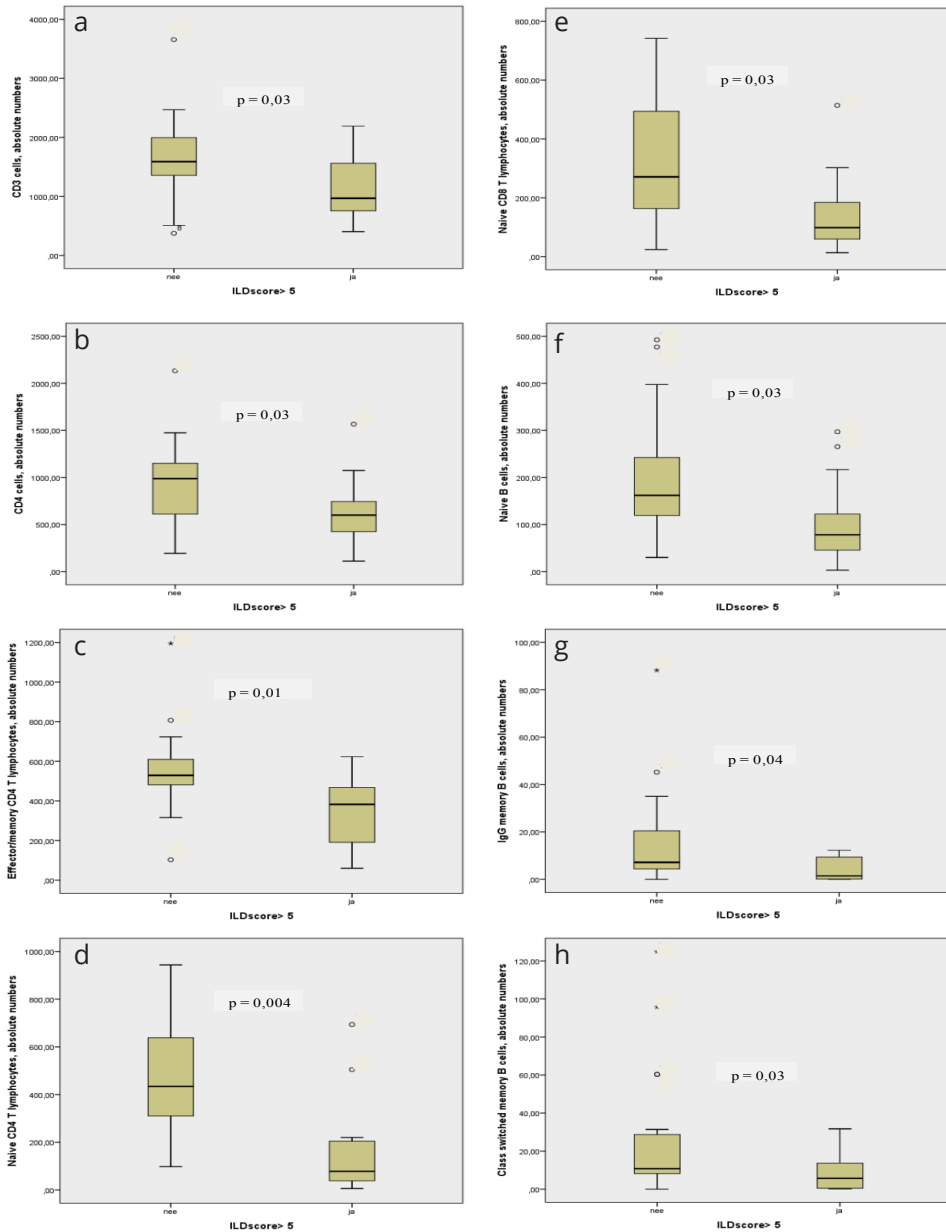 a
4000,00
3000,00
2000,00
1000,00
,00
CD3 cells, absolute numbers
p = 0,03
nee
ja
ILDscore> 5
b
2500,00
2000,00
1500,00
1000,00
500,00
,00
CD4 cells, absolute numbers
p = 0,03
nee
ja
ILDscore> 5
c
1200,00
1000,00
800,00
600,00
400,00
200,00
,00
Effector/memory CD4 T lymphocytes, absolute numbers
p = 0,01
nee
ja
ILDscore> 5
d
1000,00
800,00
600,00
400,00
200,00
,00
Naive CD4 T lymphocytes, absolute numbers
p = 0,004
nee
ja
ILDscore> 5
e
800,00
600,00
400,00
200,00
,00
Naive CD8 T lymphocytes, absolute numbers
p = 0,03
nee
ja
ILDscore> 5
f
500,00
400,00
300,00
200,00
100,00
,00
Naive B cells, absolute numbers
p = 0,03
nee
ja
ILDscore> 5
g
100,00
80,00
60,00
40,00
20,00
,00
IgG memory B cells, absolute numbers
p = 0,04
nee
ja
ILDscore> 5
h
120,00
100,00
80,00
60,00
40,00
20,00
,00
Class switched memory B cells, absolute numbers
p = 0,03
nee
ja
ILDscore> 5